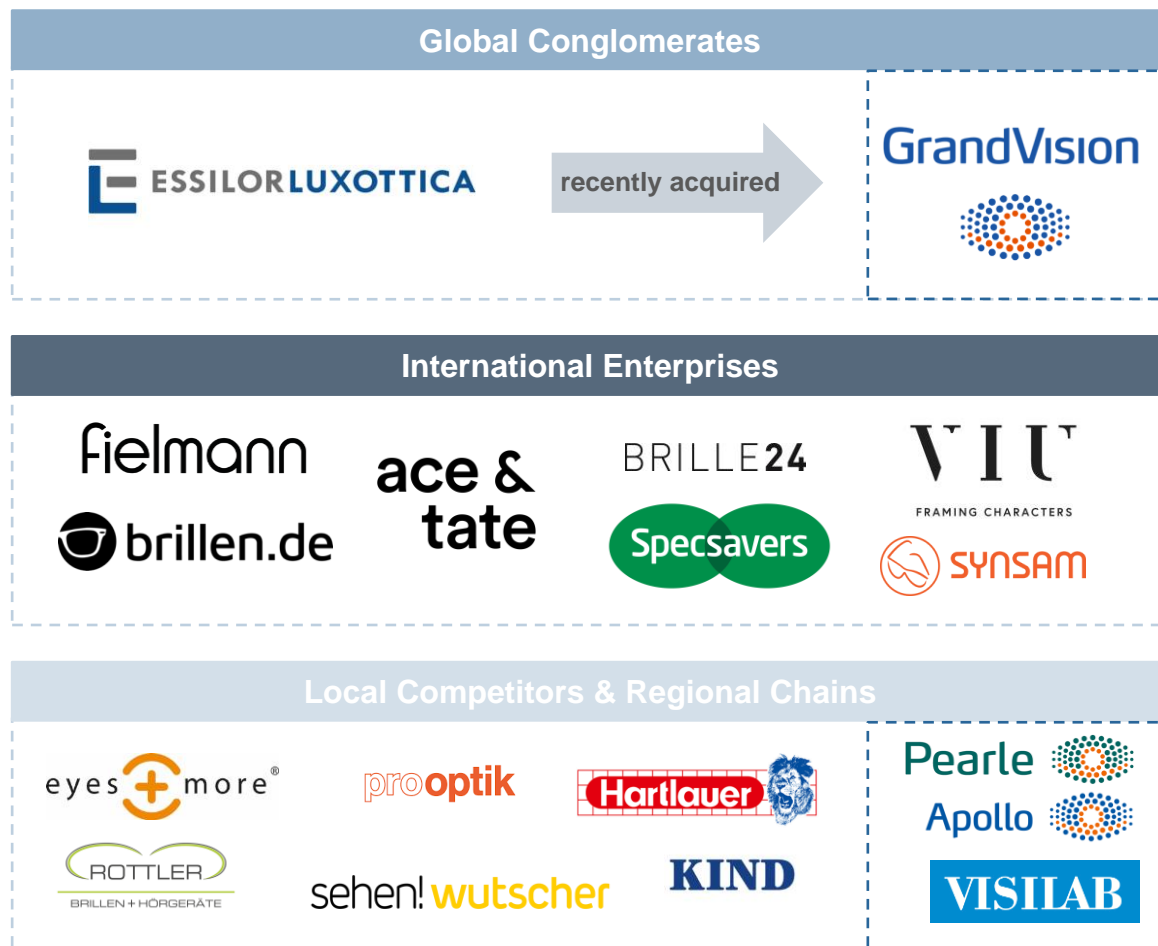 Global Conglomerates
ESSILORLUXOTTICA
recently acquired
GrandVision
International Enterprises
fielmann
brillen.de
ace &
tate
BRILLE24
Specsavers
VIU
FRAMING CHARACTERS
SYNSAM
Local Competitors & Regional Chains
eyes + more®
prooptik
Hartlauer
Pearle
Apollo
ROTTLER
BRILLEN + HÖRGERÄTE
sehen! wutscher
KIND
VISILAB